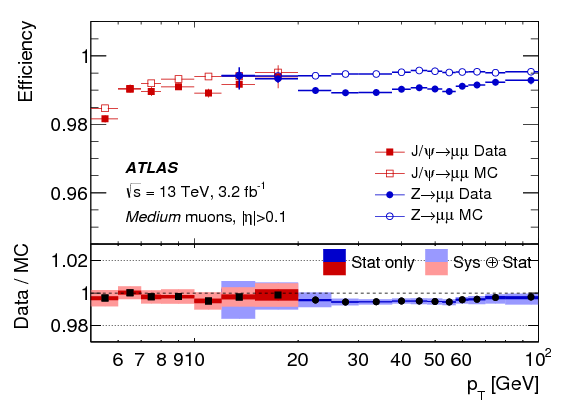 Efficiency
1
0.98
0.96
ATLAS
√s = 13 TeV, 3.2 fb⁻¹
Medium muons, |η|>0.1
J/ψ→μμ Data
J/ψ→μμ MC
Z→μμ Data
Z→μμ MC
Data / MC
1.02
1
0.98
Stat only
Sys ⊕ Stat
6 7 8 910 20 30 40 50 60 10²
p_T [GeV]